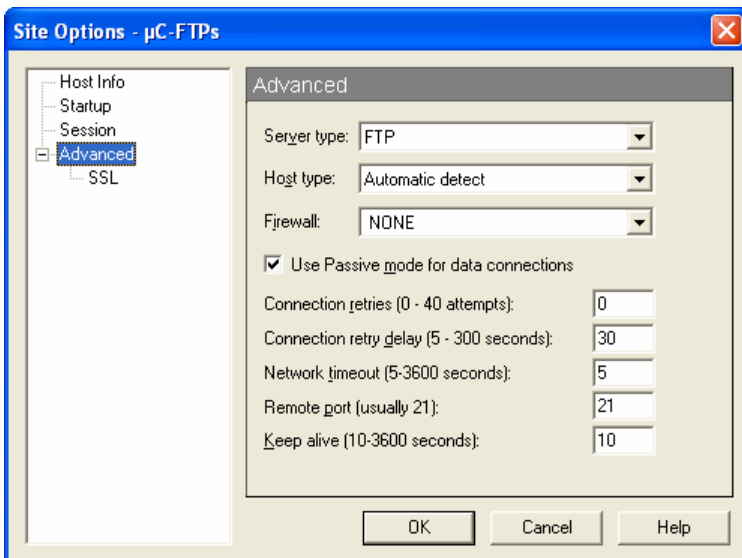 Site Options - µC-FTPs
Host Info
Startup
Session
Advanced
SSL
Advanced
Server type: FTP
Host type: Automatic detect
Firewall: NONE
Use Passive mode for data connections
Connection retries (0 - 40 attempts): 0
Connection retry delay (5 - 300 seconds): 30
Network timeout (5-3600 seconds): 5
Remote port (usually 21): 21
Keep alive (10-3600 seconds): 10
OK Cancel Help